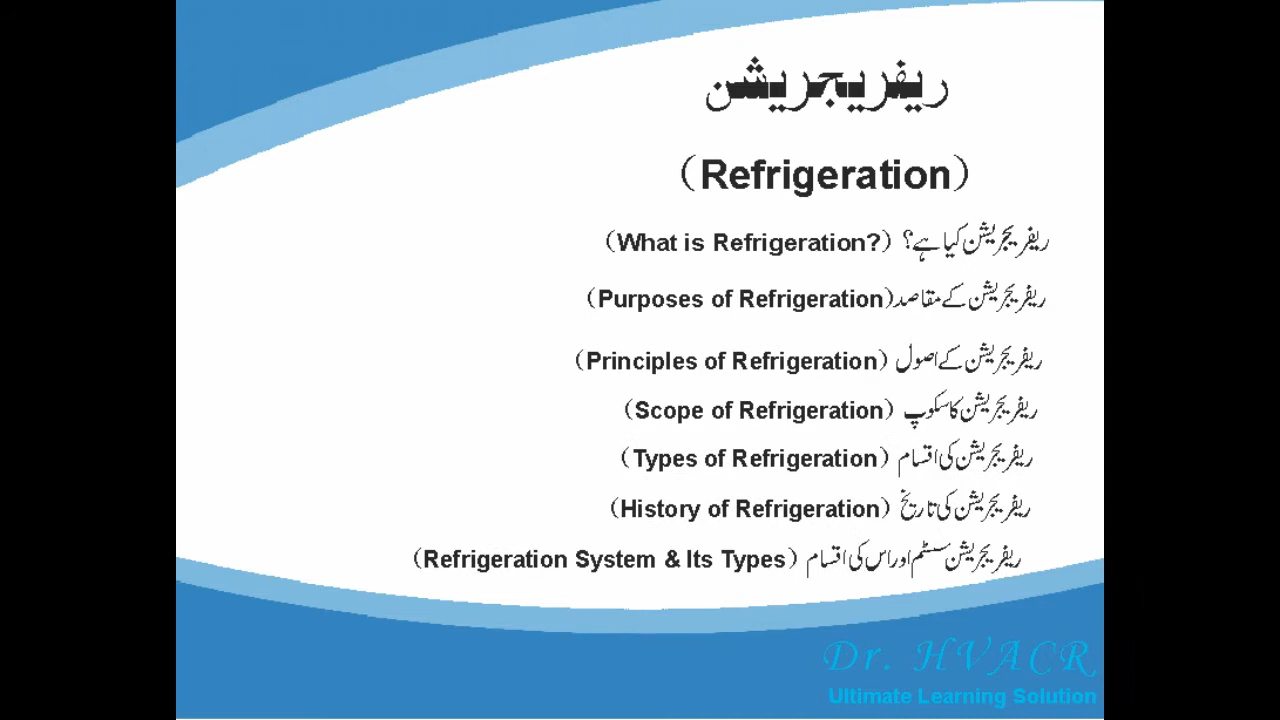 ریفریجریشن
(Refrigeration)
ریفریجریشن کیا ہے؟ (What is Refrigeration?)
ریفریجریشن کے مقاصد(Purposes of Refrigeration)
ریفریجریشن کے اصول (Principles of Refrigeration)
ریفریجریشن کا سکوپ (Scope of Refrigeration)
ریفریجریشن کی اقسام (Types of Refrigeration)
ریفریجریشن کی تاریخ (History of Refrigeration)
ریفریجریشن سسٹم اور اس کی اقسام (Refrigeration System & Its Types)
Dr. HVACR
Ultimate Learning Solution